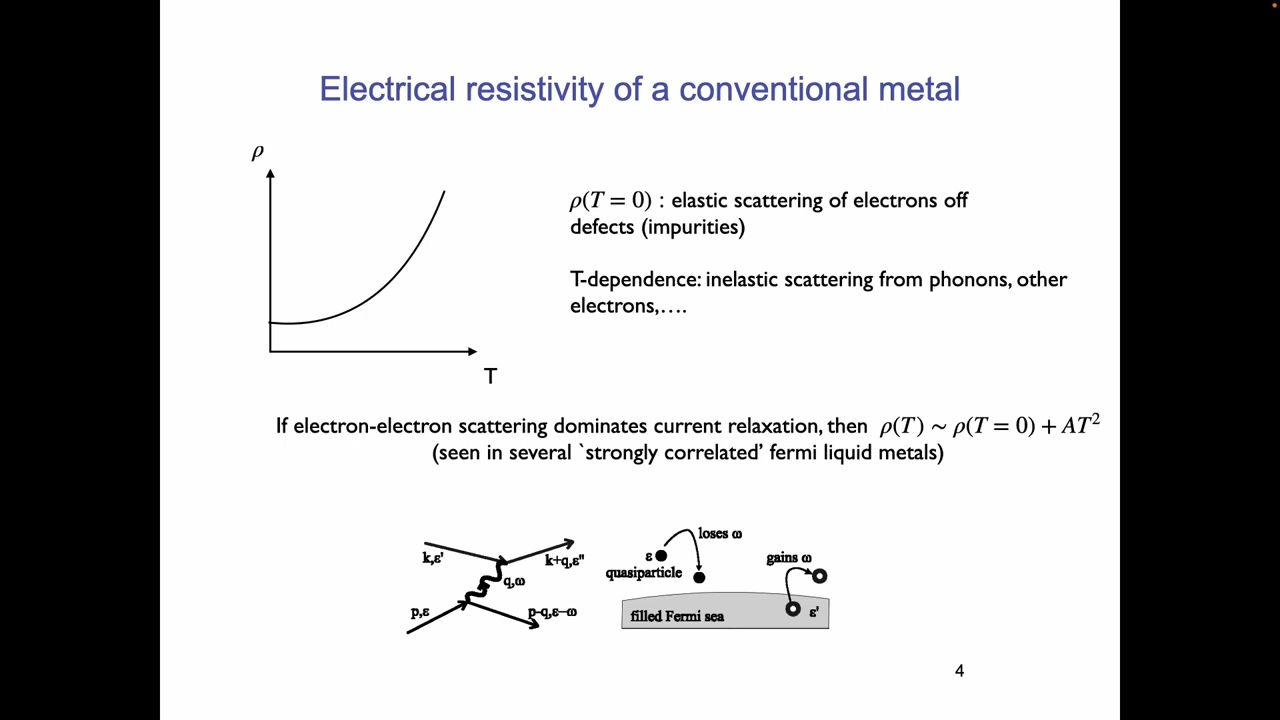 Electrical resistivity of a conventional metal
ρ
T
ρ(T = 0) : elastic scattering of electrons off
defects (impurities)
T-dependence: inelastic scattering from phonons, other
electrons,....
If electron-electron scattering dominates current relaxation, then ρ(T) ~ ρ(T = 0) + AT²
(seen in several `strongly correlated' fermi liquid metals)
k,ε'
k+q,ε''
q,ω
p,ε
p-q,ε-ω
loses ω
ε
quasiparticle
gains ω
filled Fermi sea
ε'
4